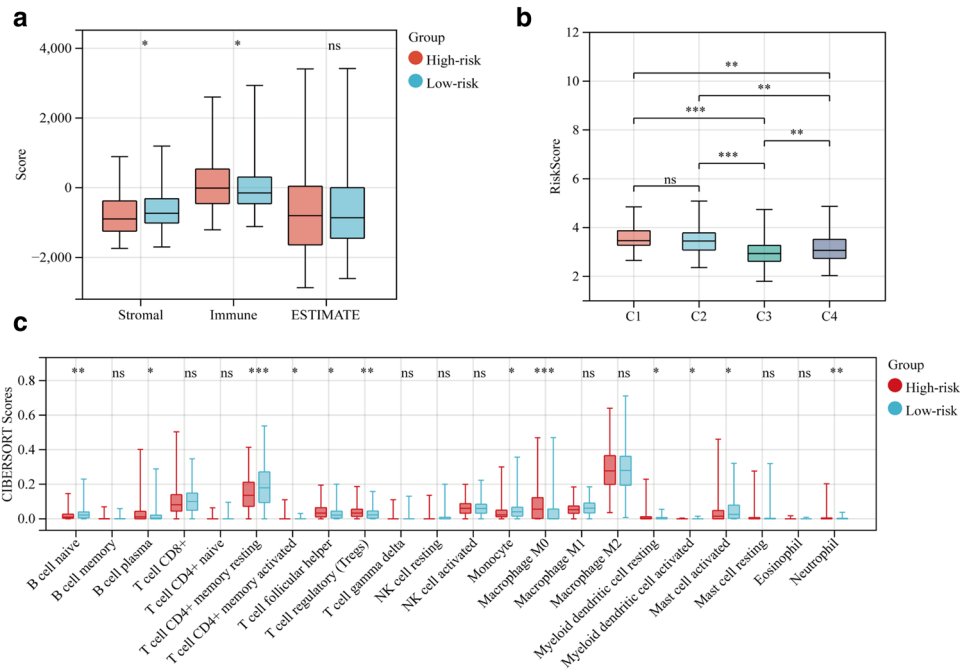 a
4,000
2,000
0
−2,000
Score
* * ns
Stromal Immune ESTIMATE
Group
High-risk
Low-risk
b
12
10
8
6
4
2
RiskScore
**
**
***
**
***
ns
C1 C2 C3 C4
c
0.8
0.6
0.4
0.2
0.0
CIBERSORT Scores
** ns * ns ns *** * * ** ns ns ns * *** ns ns * * * ns ns **
B cell naive
B cell memory
B cell plasma
T cell CD8+
T cell CD4+ naive
T cell CD4+ memory resting
T cell CD4+ memory activated
T cell follicular helper
T cell regulatory (Tregs)
T cell gamma delta
NK cell resting
NK cell activated
Monocyte
Macrophage M0
Macrophage M1
Macrophage M2
Myeloid dendritic cell resting
Myeloid dendritic cell activated
Mast cell activated
Mast cell resting
Eosinophil
Neutrophil
Group
High-risk
Low-risk